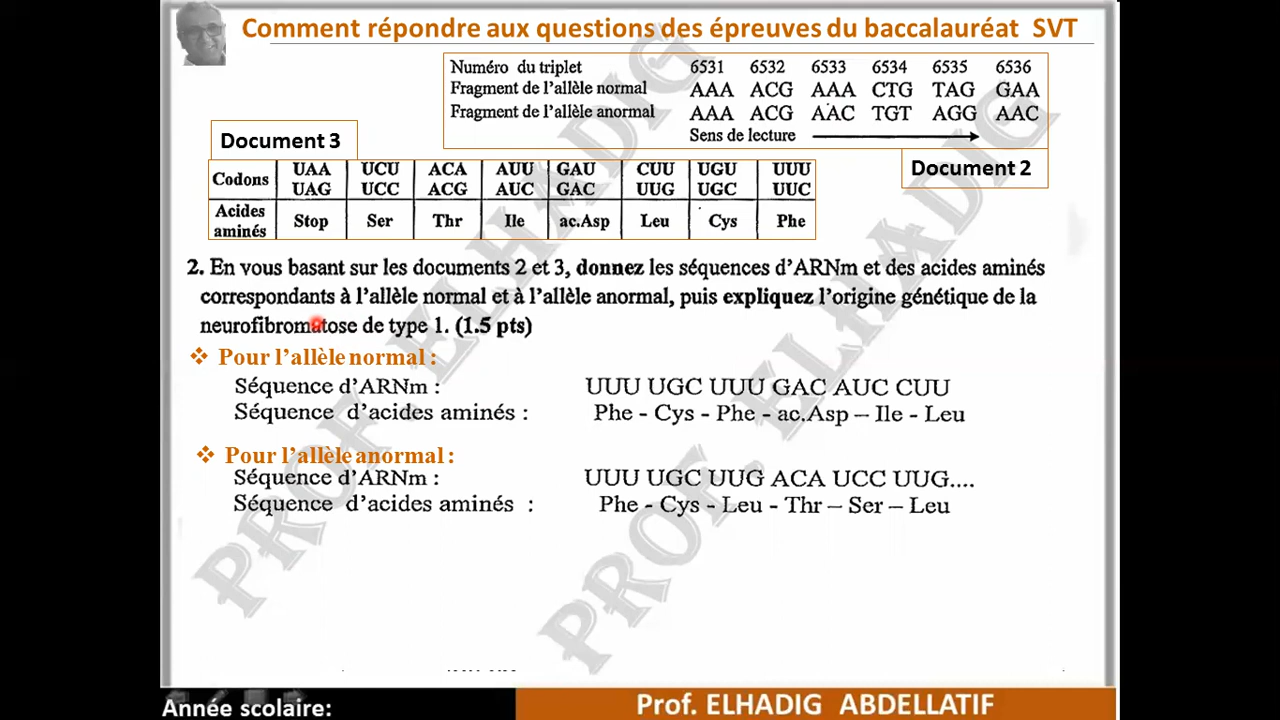 Comment répondre aux questions des épreuves du baccalauréat SVT
Numéro du triplet 6531 6532 6533 6534 6535 6536
Fragment de l'allèle normal AAA ACG AAA CTG TAG GAA
Fragment de l'allèle anormal AAA ACG AAC TGT AGG AAC
Sens de lecture
Document 3
Document 2
Codons UAA UCU ACA AUU GAU CUU UGU UUU
UAG UCC ACG AUC GAC UUG UGC UUC
Acides aminés Stop Ser Thr Ile ac.Asp Leu Cys Phe
2. En vous basant sur les documents 2 et 3, donnez les séquences d'ARNm et des acides aminés
correspondants à l'allèle normal et à l'allèle anormal, puis expliquez l'origine génétique de la
neurofibromatose de type 1. (1.5 pts)
❖ Pour l'allèle normal :
Séquence d'ARNm : UUU UGC UUU GAC AUC CUU
Séquence d'acides aminés : Phe - Cys - Phe - ac.Asp – Ile - Leu
❖ Pour l'allèle anormal :
Séquence d'ARNm : UUU UGC UUG ACA UCC UUG....
Séquence d'acides aminés : Phe - Cys - Leu - Thr – Ser – Leu
PROF. ELHADIG
PROF. ELHADIG
Année scolaire:
Prof. ELHADIG ABDELLATIF